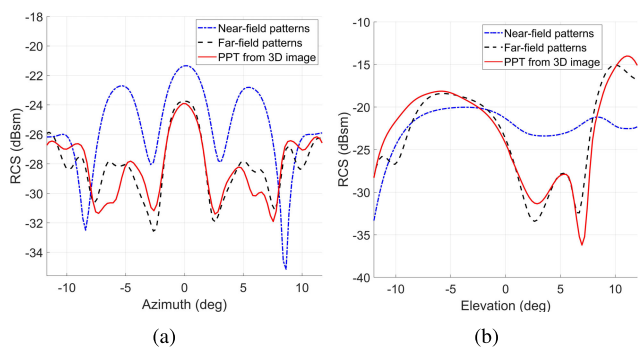 -18
-20
-22
-24
-26
-28
-30
-32
-34
RCS (dBsm)
-10
-5
0
5
10
Azimuth (deg)
Near-field patterns
Far-field patterns
PPT from 3D image
(a)
-10
-15
-20
-25
-30
-35
-40
RCS (dBsm)
-10
-5
0
5
10
Elevation (deg)
Near-field patterns
Far-field patterns
PPT from 3D image
(b)